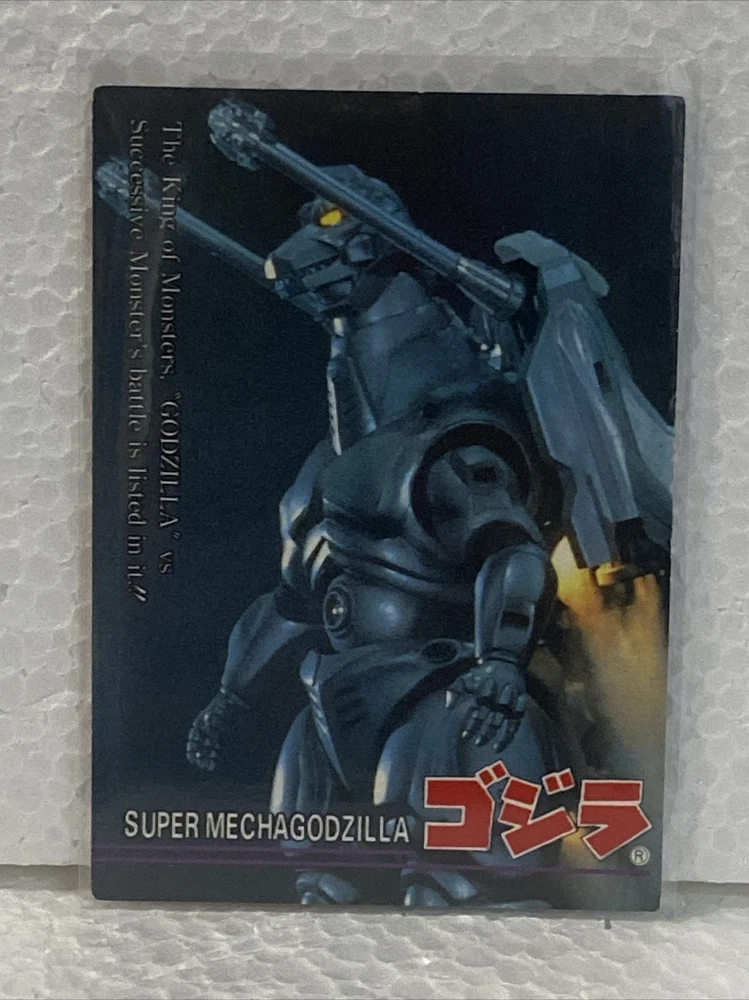 The King of Monsters, "GODZILLA" vs
Successive Monster's battle is listed in it!!
SUPER MECHAGODZILLA
ゴジラ
®